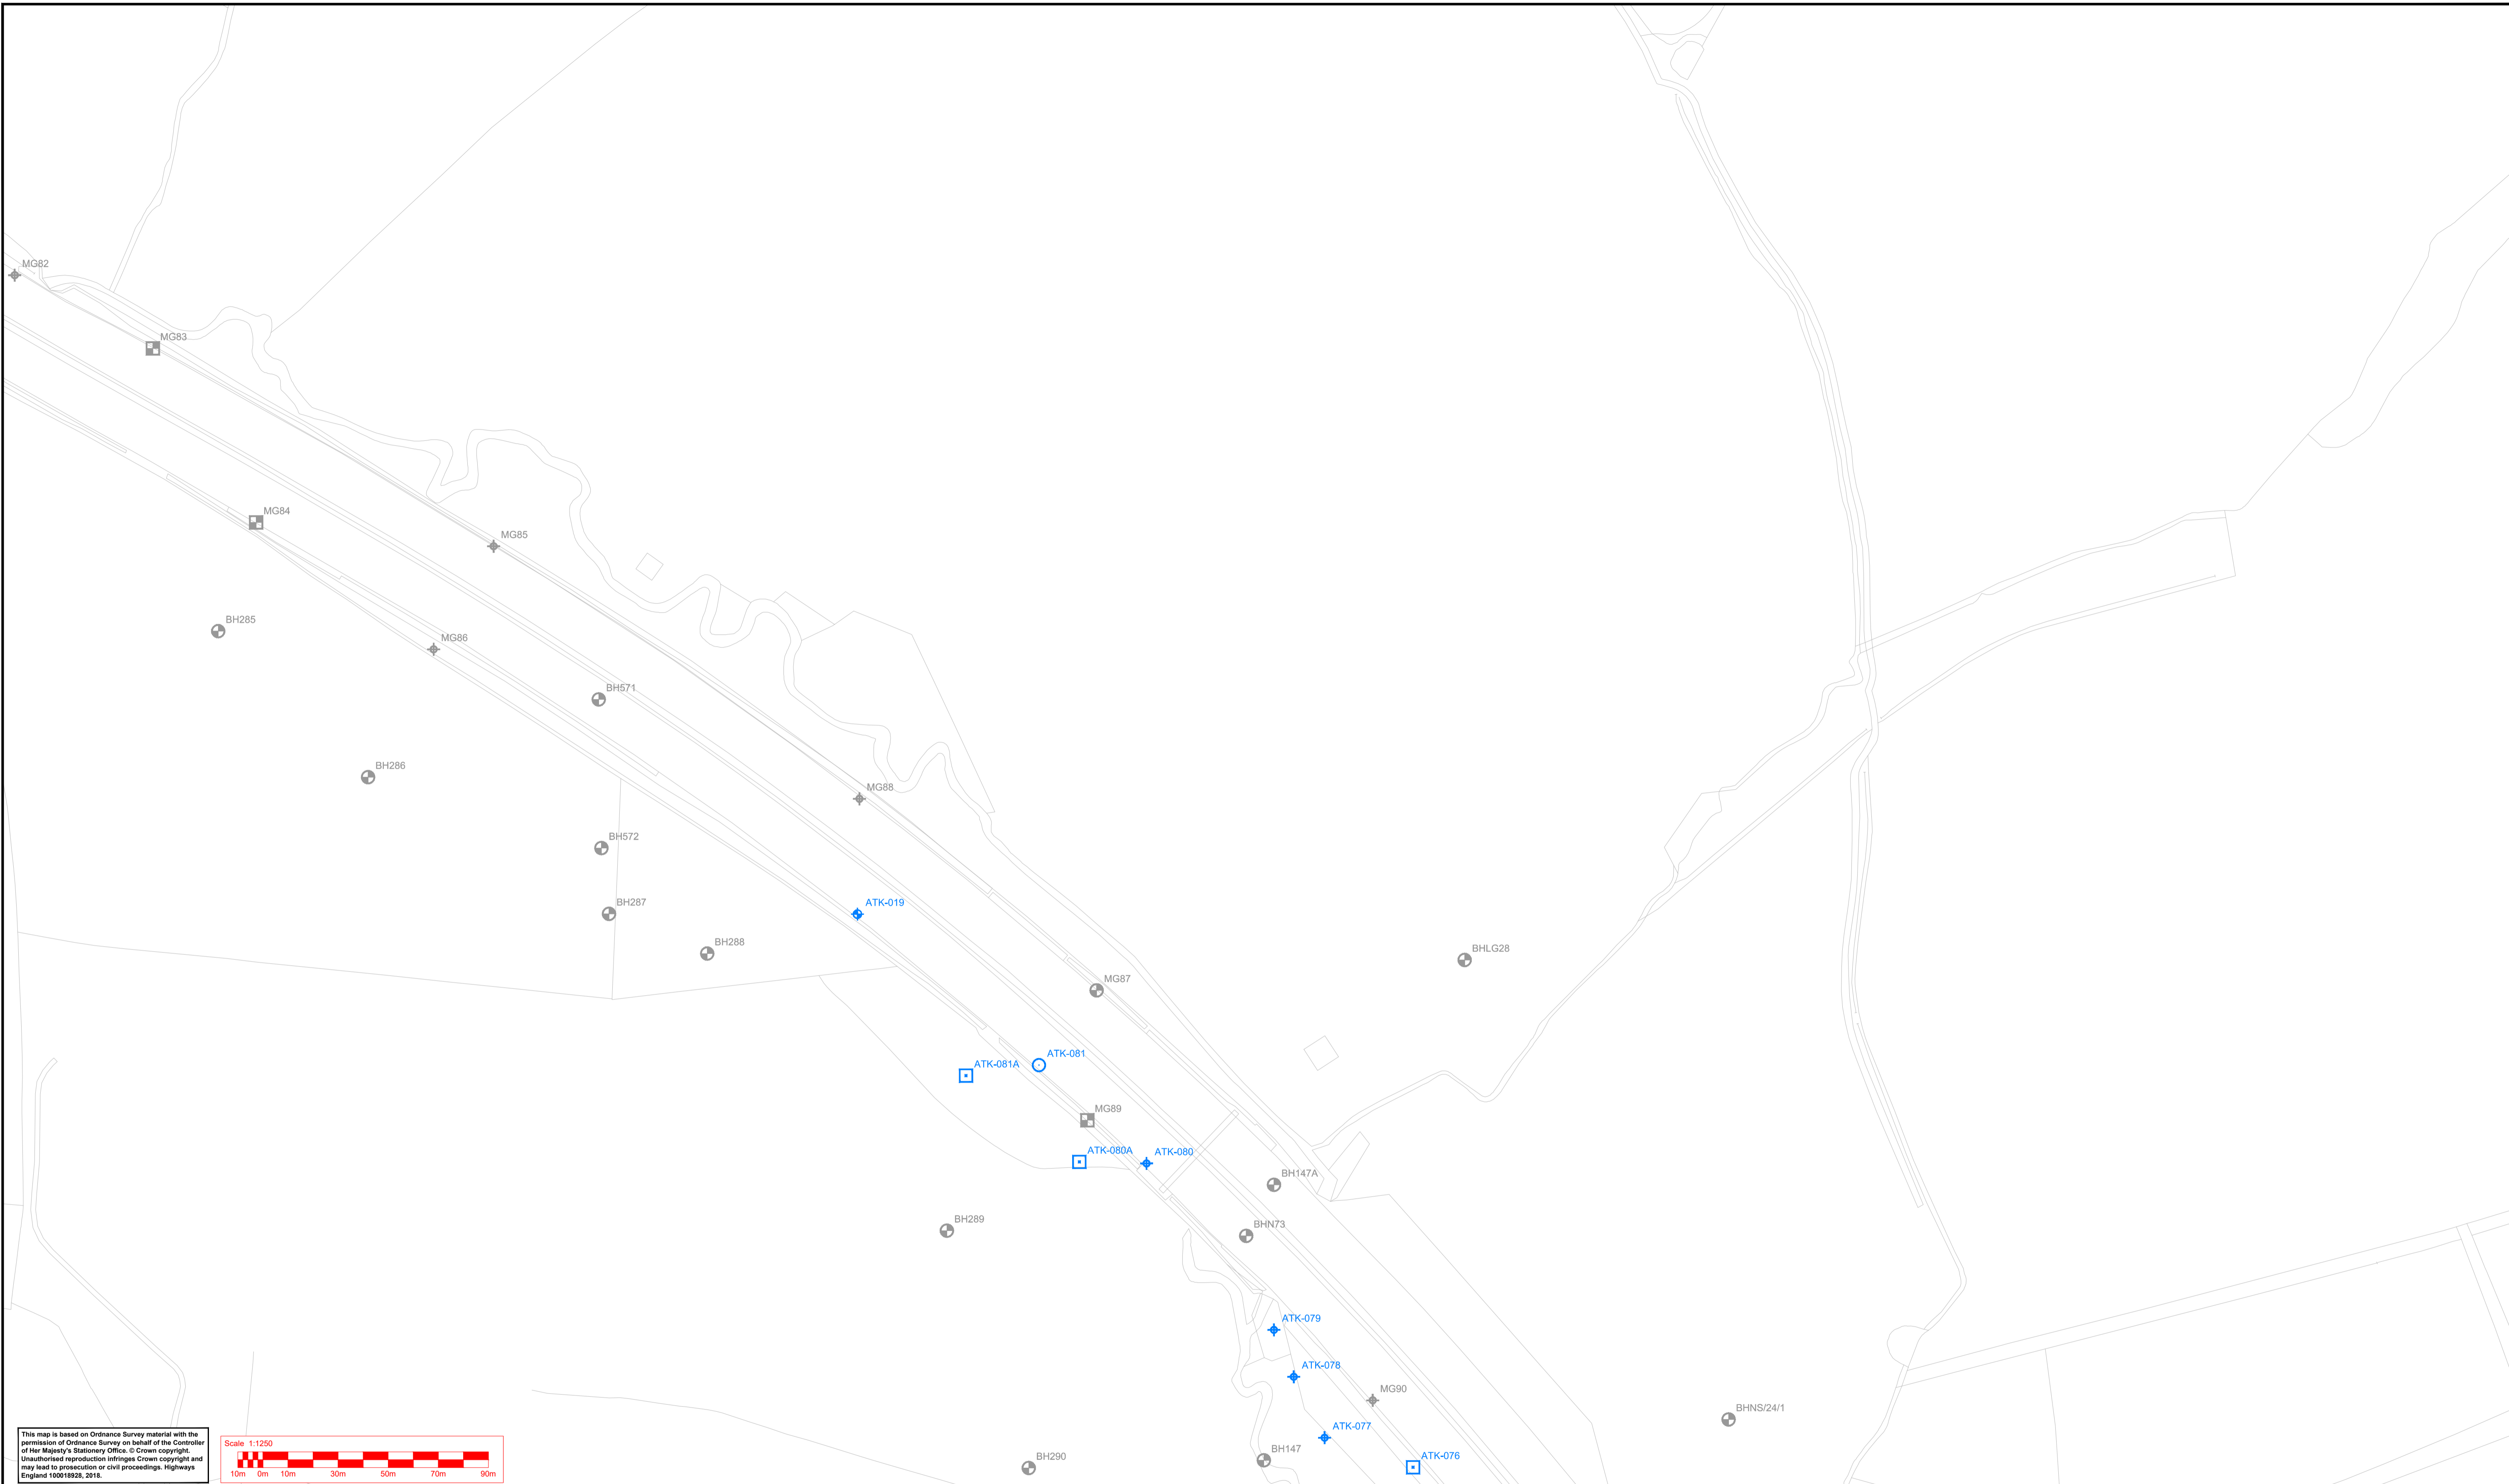 MG82
MG83
MG84
MG85
BH285
MG86
BH571
BH286
MG88
BH572
BH287
ATK-019
BH288
BHLG28
MG87
ATK-081
ATK-081A
MG89
ATK-080A
ATK-080
BH147A
BH289
BHN73
ATK-079
ATK-078
MG90
BHNS/24/1
ATK-077
BH147
BH290
ATK-076
This map is based on Ordnance Survey material with the
permission of Ordnance Survey on behalf of the Controller
of Her Majesty's Stationery Office. © Crown copyright.
Unauthorised reproduction infringes Crown copyright and
may lead to prosecution or civil proceedings. Highways
England 100018928, 2018.
Scale 1:1250
10m 0m 10m 30m 50m 70m 90m